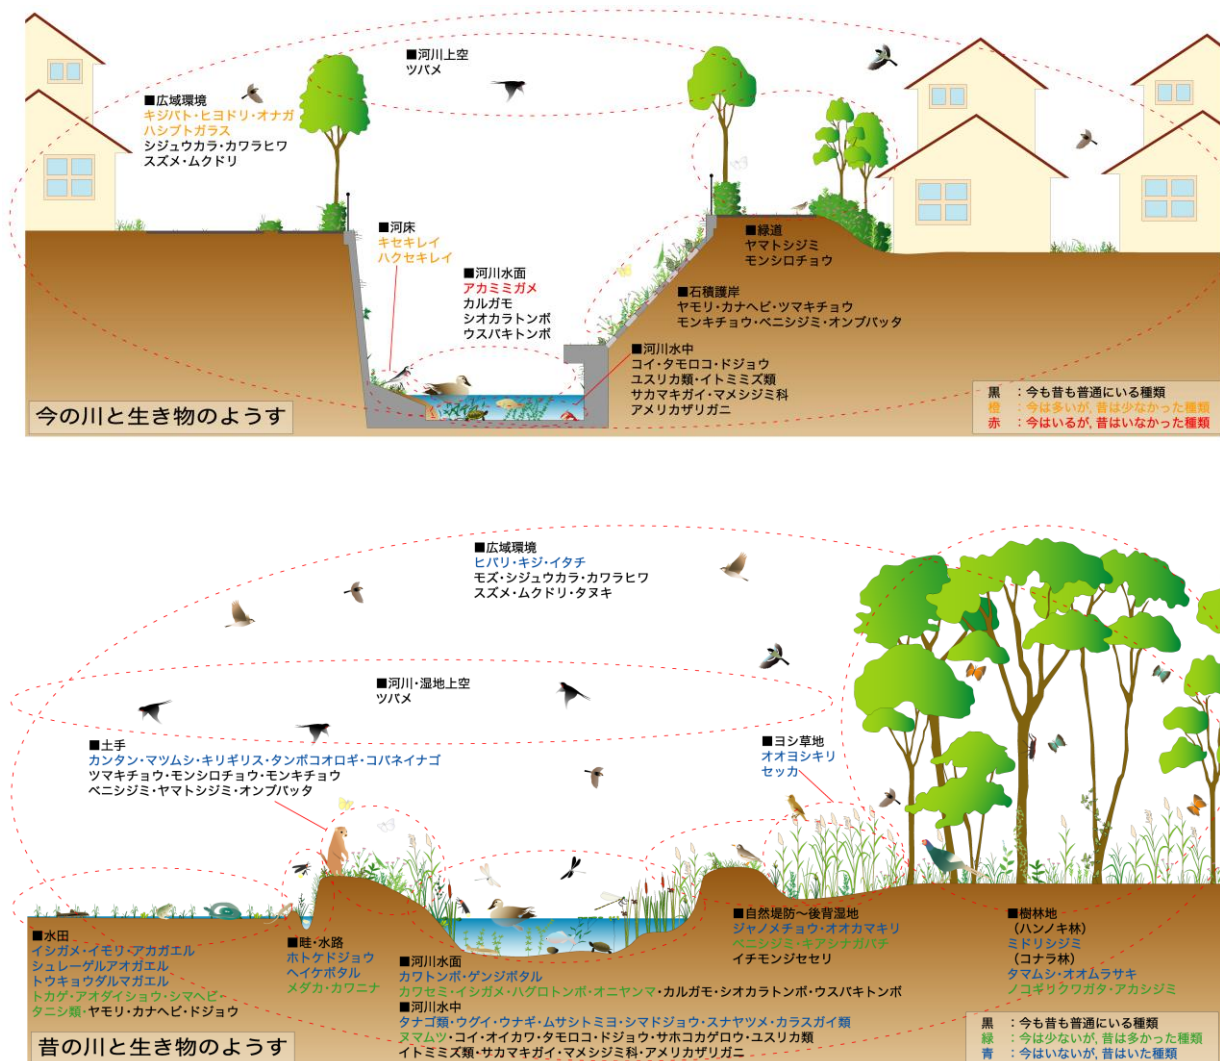 ■河川上空
ツバメ
■広域環境
キジバト・ヒヨドリ・オナガ
ハシブトガラス
シジュウカラ・カワラヒワ
スズメ・ムクドリ
■河床
キセキレイ
ハクセキレイ
■河川水面
アカミミガメ
カルガモ
シオカラトンボ
ウスバキトンボ
■緑道
ヤマトシジミ
モンシロチョウ
■石積護岸
ヤモリ・カナヘビ・ツマキチョウ
モンキチョウ・ベニシジミ・オンブバッタ
■河川水中
コイ・タモロコ・ドジョウ
ユスリカ類・イトミミズ類
サカマキガイ・マメシジミ科
アメリカザリガニ
今の川と生き物のようす
黒 ：今も昔も普通にいる種類
橙 ：今は多いが, 昔は少なかった種類
赤 ：今はいるが, 昔はいなかった種類
■広域環境
ヒバリ・キジ・イタチ
モズ・シジュウカラ・カワラヒワ
スズメ・ムクドリ・タヌキ
■河川・湿地上空
ツバメ
■土手
カンタン・マツムシ・キリギリス・タンボコオロギ・コバネイナゴ
ツマキチョウ・モンシロチョウ・モンキチョウ
ベニシジミ・ヤマトシジミ・オンブバッタ
■ヨシ草地
オオヨシキリ
セッカ
■水田
イシガメ・イモリ・アカガエル
シュレーゲルアオガエル
トウキョウダルマガエル
トカゲ・アオダイショウ・シマヘビ・
タニシ類・ヤモリ・カナヘビ・ドジョウ
■畦・水路
ホトケドジョウ
ヘイケボタル
メダカ・カワニナ
■河川水面
カワトンボ・ゲンジボタル
カワセミ・イシガメ・ハグロトンボ・オニヤンマ・カルガモ・シオカラトンボ・ウスバキトンボ
■河川水中
タナゴ類・ウグイ・ウナギ・ムサシトミヨ・シマドジョウ・スナヤツメ・カラスガイ類
ヌマムツ・コイ・オイカワ・タモロコ・ドジョウ・サホコカゲロウ・ユスリカ類
イトミミズ類・サカマキガイ・マメシジミ科・アメリカザリガニ
■自然堤防〜後背湿地
ジャノメチョウ・オオカマキリ
ベニシジミ・キアシナガバチ
イチモンジセセリ
■樹林地
（ハンノキ林）
ミドリシジミ
（コナラ林）
タマムシ・オオムラサキ
ノコギリクワガタ・アカシジミ
昔の川と生き物のようす
黒 ：今も昔も普通にいる種類
緑 ：今は少ないが, 昔は多かった種類
青 ：今はいないが, 昔はいた種類